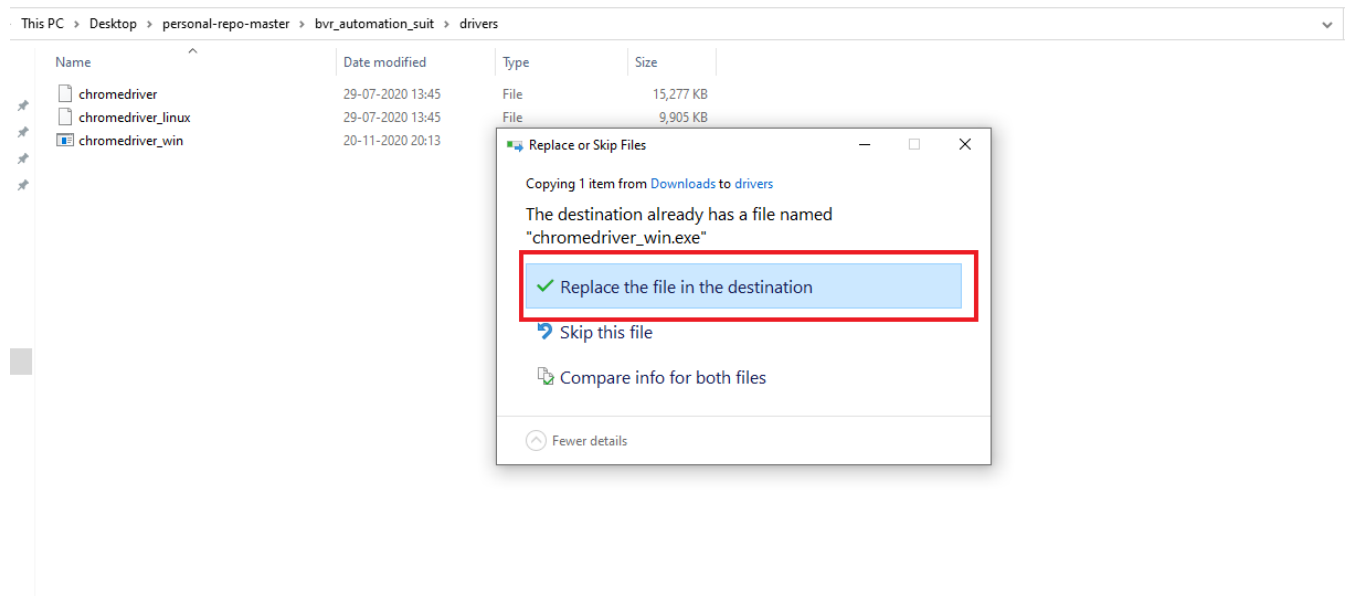 This PC > Desktop > personal-repo-master > bvr_automation_suit > drivers
Name Date modified Type Size
chromedriver 29-07-2020 13:45 File 15,277 KB
chromedriver_linux 29-07-2020 13:45 File 9,905 KB
chromedriver_win 20-11-2020 20:13
Replace or Skip Files
Copying 1 item from Downloads to drivers
The destination already has a file named
"chromedriver_win.exe"
Replace the file in the destination
Skip this file
Compare info for both files
Fewer details